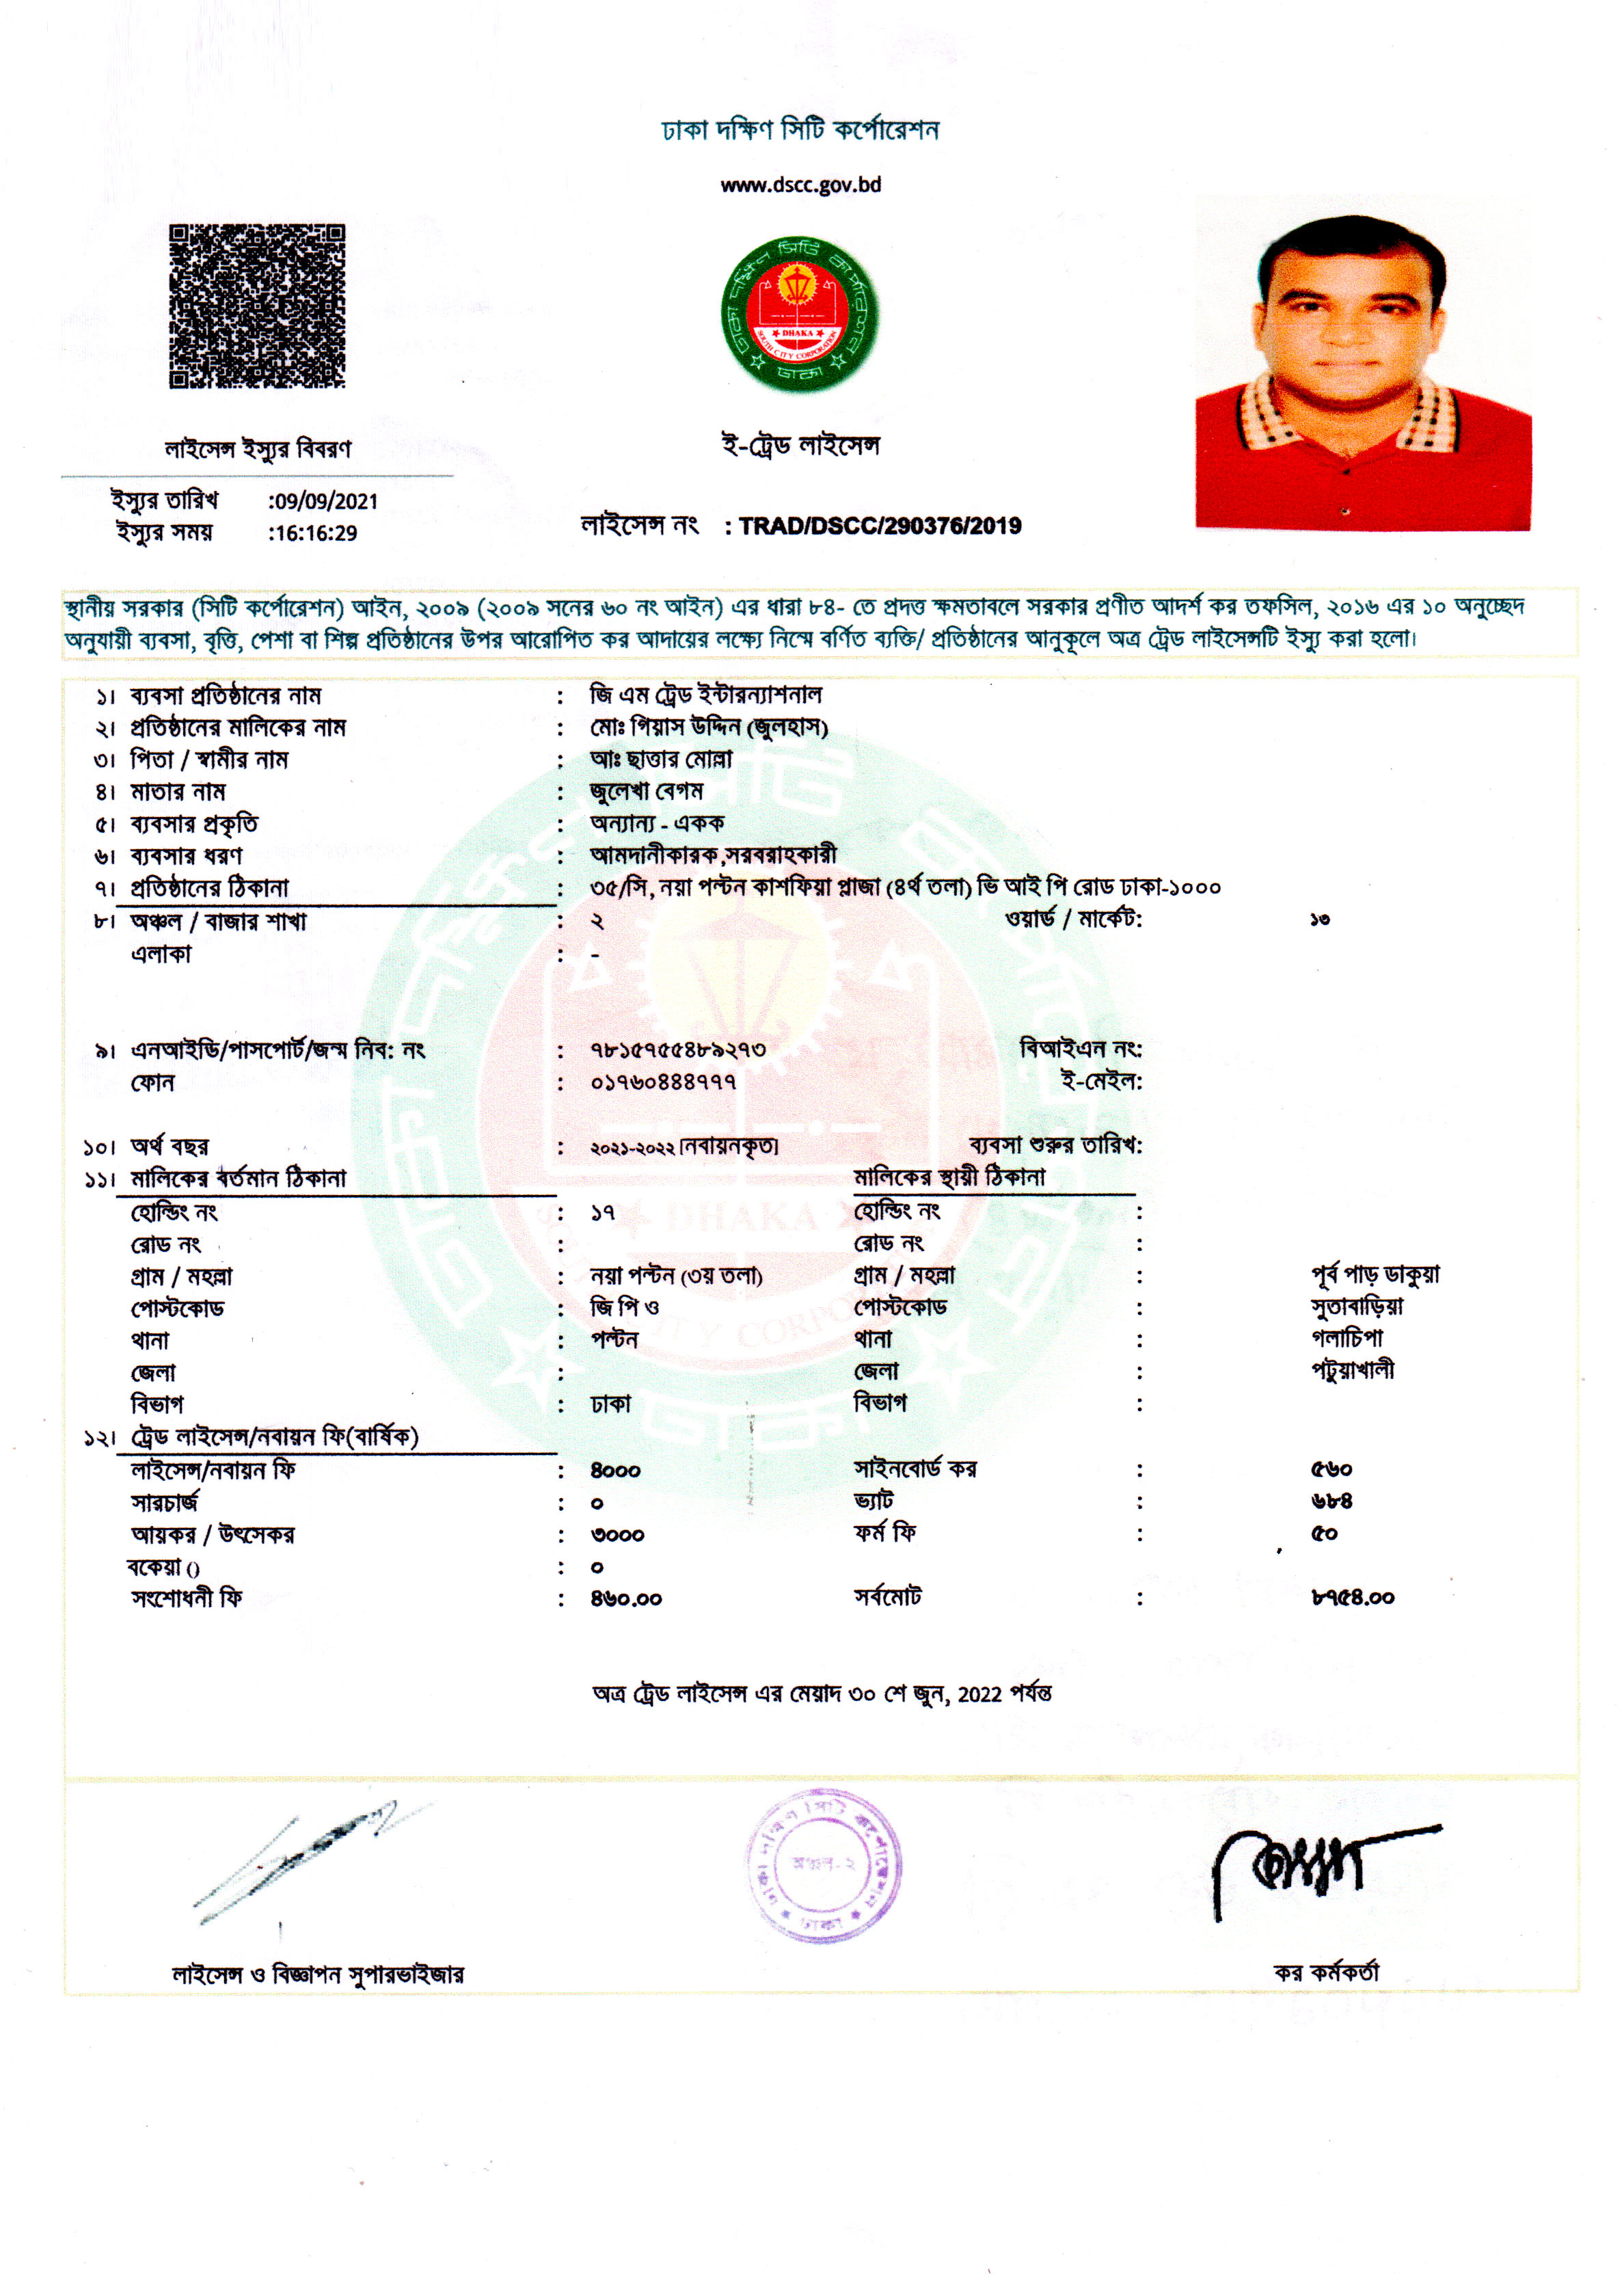 ঢাকা দক্ষিণ সিটি কর্পোরেশন
www.dscc.gov.bd
ঢাকা দক্ষিণ সিটি কর্পোরেশন
DHAKA
SOUTH CITY CORPORATION
ঢাকা
লাইসেন্স ইস্যুর বিবরণ
ই-ট্রেড লাইসেন্স
ইস্যুর তারিখ :09/09/2021
ইস্যুর সময় :16:16:29
লাইসেন্স নং : TRAD/DSCC/290376/2019
স্থানীয় সরকার (সিটি কর্পোরেশন) আইন, ২০০৯ (২০০৯ সনের ৬০ নং আইন) এর ধারা ৮৪- তে প্রদত্ত ক্ষমতাবলে সরকার প্রণীত আদর্শ কর তফসিল, ২০১৬ এর ১০ অনুচ্ছেদ
অনুযায়ী ব্যবসা, বৃত্তি, পেশা বা শিল্প প্রতিষ্ঠানের উপর আরোপিত কর আদায়ের লক্ষ্যে নিম্মে বর্ণিত ব্যক্তি/ প্রতিষ্ঠানের আনুকূলে অত্র ট্রেড লাইসেন্সটি ইস্যু করা হলো।
১। ব্যবসা প্রতিষ্ঠানের নাম : জি এম ট্রেড ইন্টারন্যাশনাল
২। প্রতিষ্ঠানের মালিকের নাম : মোঃ গিয়াস উদ্দিন (জুলহাস)
৩। পিতা / স্বামীর নাম : আঃ ছাত্তার মোল্লা
৪। মাতার নাম : জুলেখা বেগম
৫। ব্যবসার প্রকৃতি : অন্যান্য - একক
৬। ব্যবসার ধরণ : আমদানীকারক ,সরবরাহকারী
৭। প্রতিষ্ঠানের ঠিকানা : ৩৫/সি, নয়া পল্টন কাশফিয়া প্লাজা (৪র্থ তলা) ভি আই পি রোড ঢাকা-১০০০
৮। অঞ্চল / বাজার শাখা : ২ ওয়ার্ড / মার্কেট: ১৩
এলাকা : -
৯। এনআইডি/পাসপোর্ট/জন্ম নিব: নং : ৭৮১৫৭৫৫৪৮৯২৭৩ বিআইএন নং:
ফোন : ০১৭৬০৪৪৪৭৭৭ ই-মেইল:
১০। অর্থ বছর : ২০২১-২০২২ [নবায়নকৃত] ব্যবসা শুরুর তারিখ:
১১। মালিকের বর্তমান ঠিকানা মালিকের স্থায়ী ঠিকানা
হোল্ডিং নং : ১৭ হোল্ডিং নং :
রোড নং : রোড নং :
গ্রাম / মহল্লা : নয়া পল্টন (৩য় তলা) গ্রাম / মহল্লা : পূর্ব পাড় ডাকুয়া
পোস্টকোড : জি পি ও পোস্টকোড : সুতাবাড়িয়া
থানা : পল্টন থানা : গলাচিপা
জেলা : জেলা : পটুয়াখালী
বিভাগ : ঢাকা বিভাগ :
১২। ট্রেড লাইসেন্স/নবায়ন ফি(বার্ষিক)
লাইসেন্স/নবায়ন ফি : ৪০০০ সাইনবোর্ড কর : ৫৬০
সারচার্জ : ০ ভ্যাট : ৬৮৪
আয়কর / উৎসেকর : ৩০০০ ফর্ম ফি : ৫০
বকেয়া () : ০
সংশোধনী ফি : ৪৬০.০০ সর্বমোট : ৮৭৫৪.০০
অত্র ট্রেড লাইসেন্স এর মেয়াদ ৩০ শে জুন, 2022 পর্যন্ত
ঢাকা দক্ষিণ সিটি কর্পোরেশন
অঞ্চল-২
ঢাকা
লাইসেন্স ও বিজ্ঞাপন সুপারভাইজার
কর কর্মকর্তা